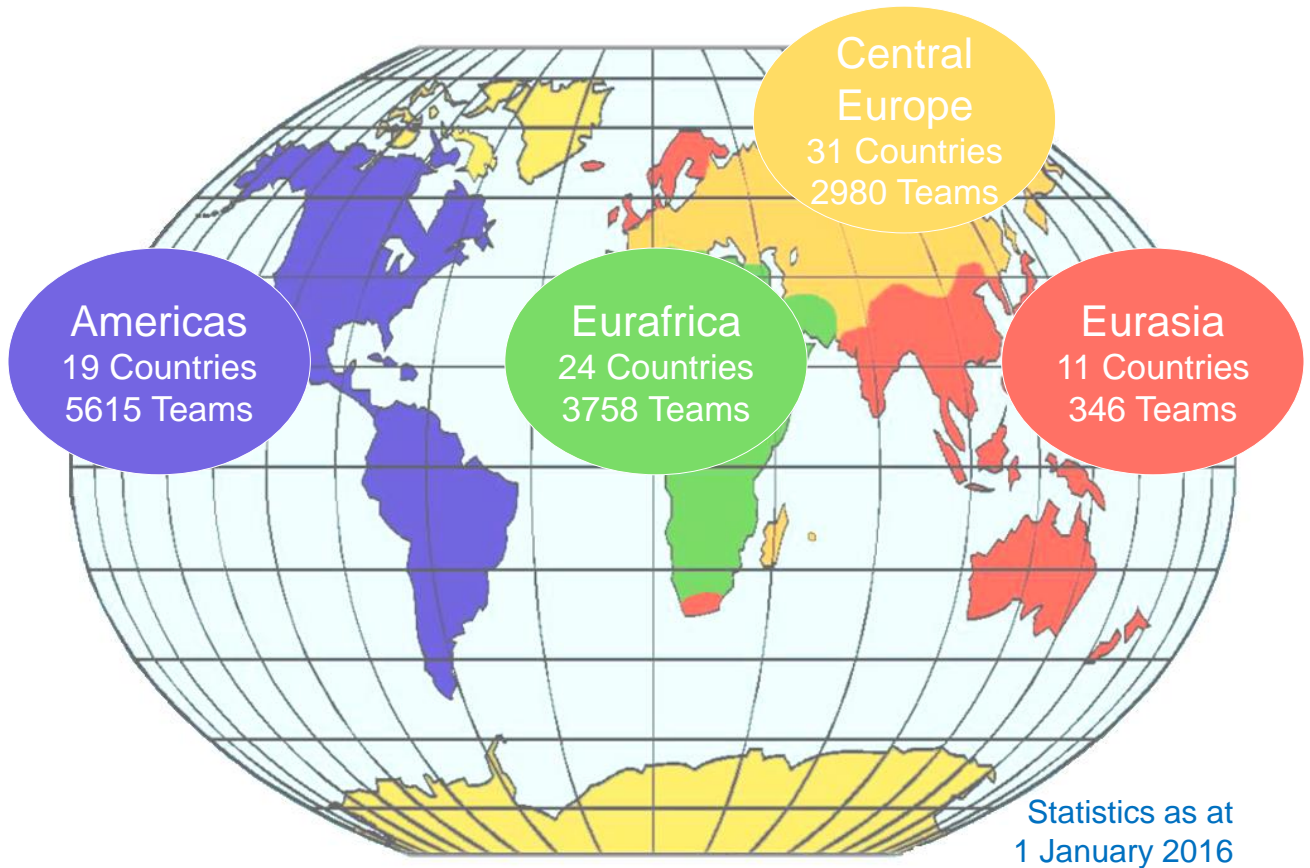 Central
Europe
31 Countries
2980 Teams
Americas
19 Countries
5615 Teams
Eurafrica
24 Countries
3758 Teams
Eurasia
11 Countries
346 Teams
Statistics as at
1 January 2016